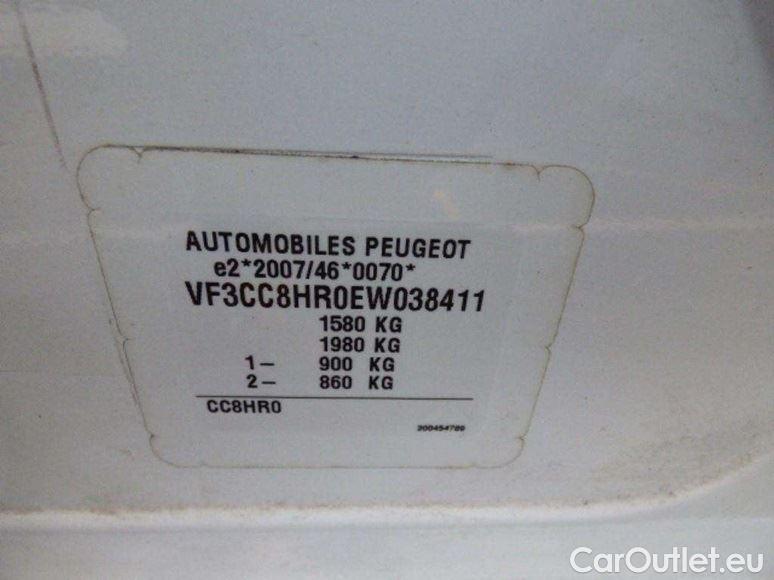 AUTOMOBILES PEUGEOT
e2*2007/46*0070*
VF3CC8HR0EW038411
1580 KG
1980 KG
1– 900 KG
2– 860 KG
CC8HR0
200454789
CarOutlet.eu